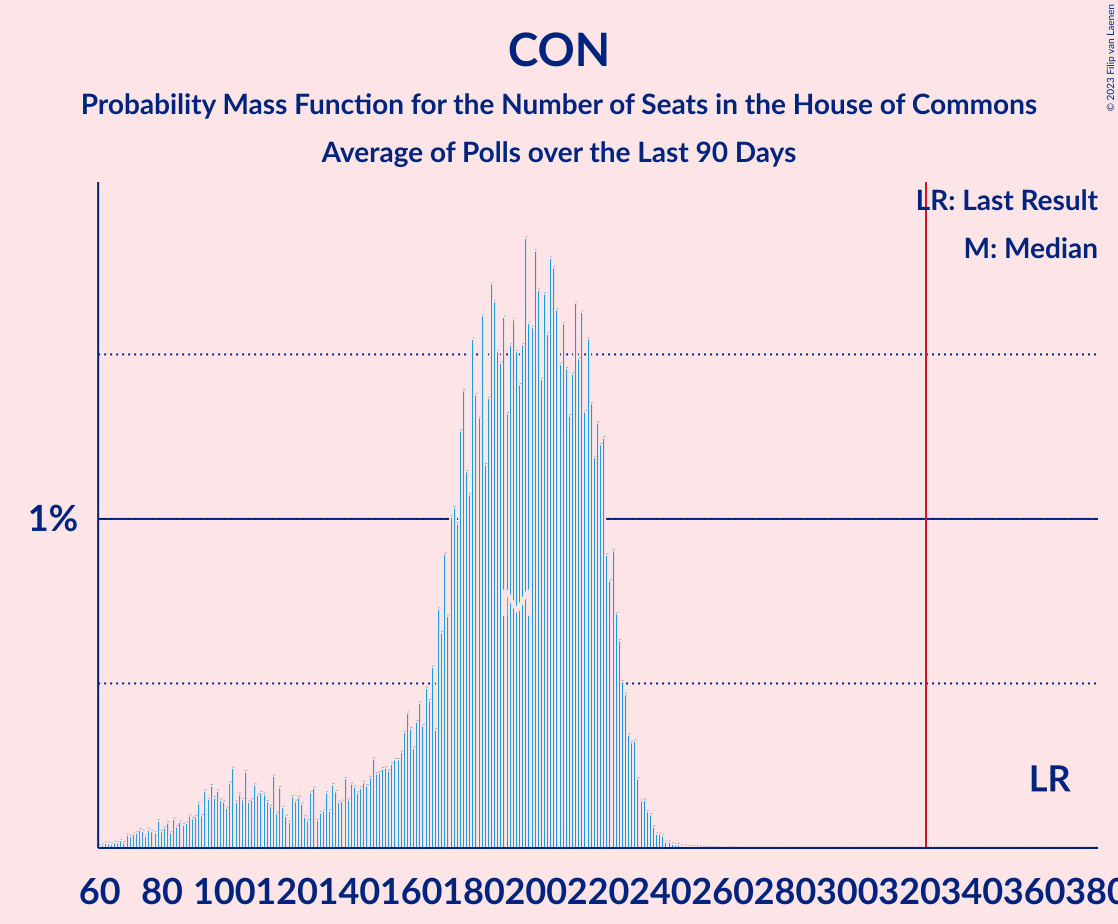 CON
Probability Mass Function for the Number of Seats in the House of Commons
Average of Polls over the Last 90 Days
© 2023 Filip van Laenen
LR: Last Result
M: Median
1%
M
LR
60 80 100 120 140 160 180 200 220 240 260 280 300 320 340 360 380